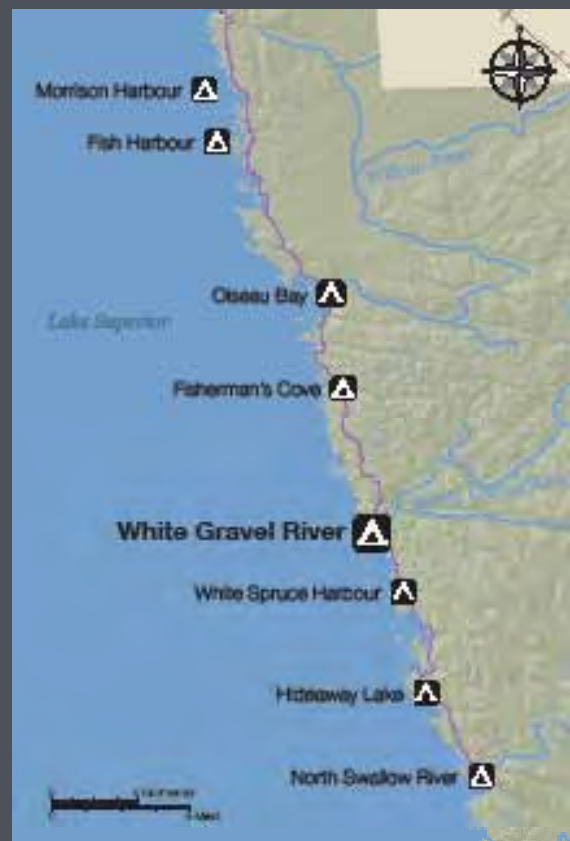 Morrison Harbour
Fish Harbour
Oiseau Bay
Lake Superior
Fisherman's Cove
White Gravel River
White Spruce Harbour
Hideaway Lake
North Swallow River